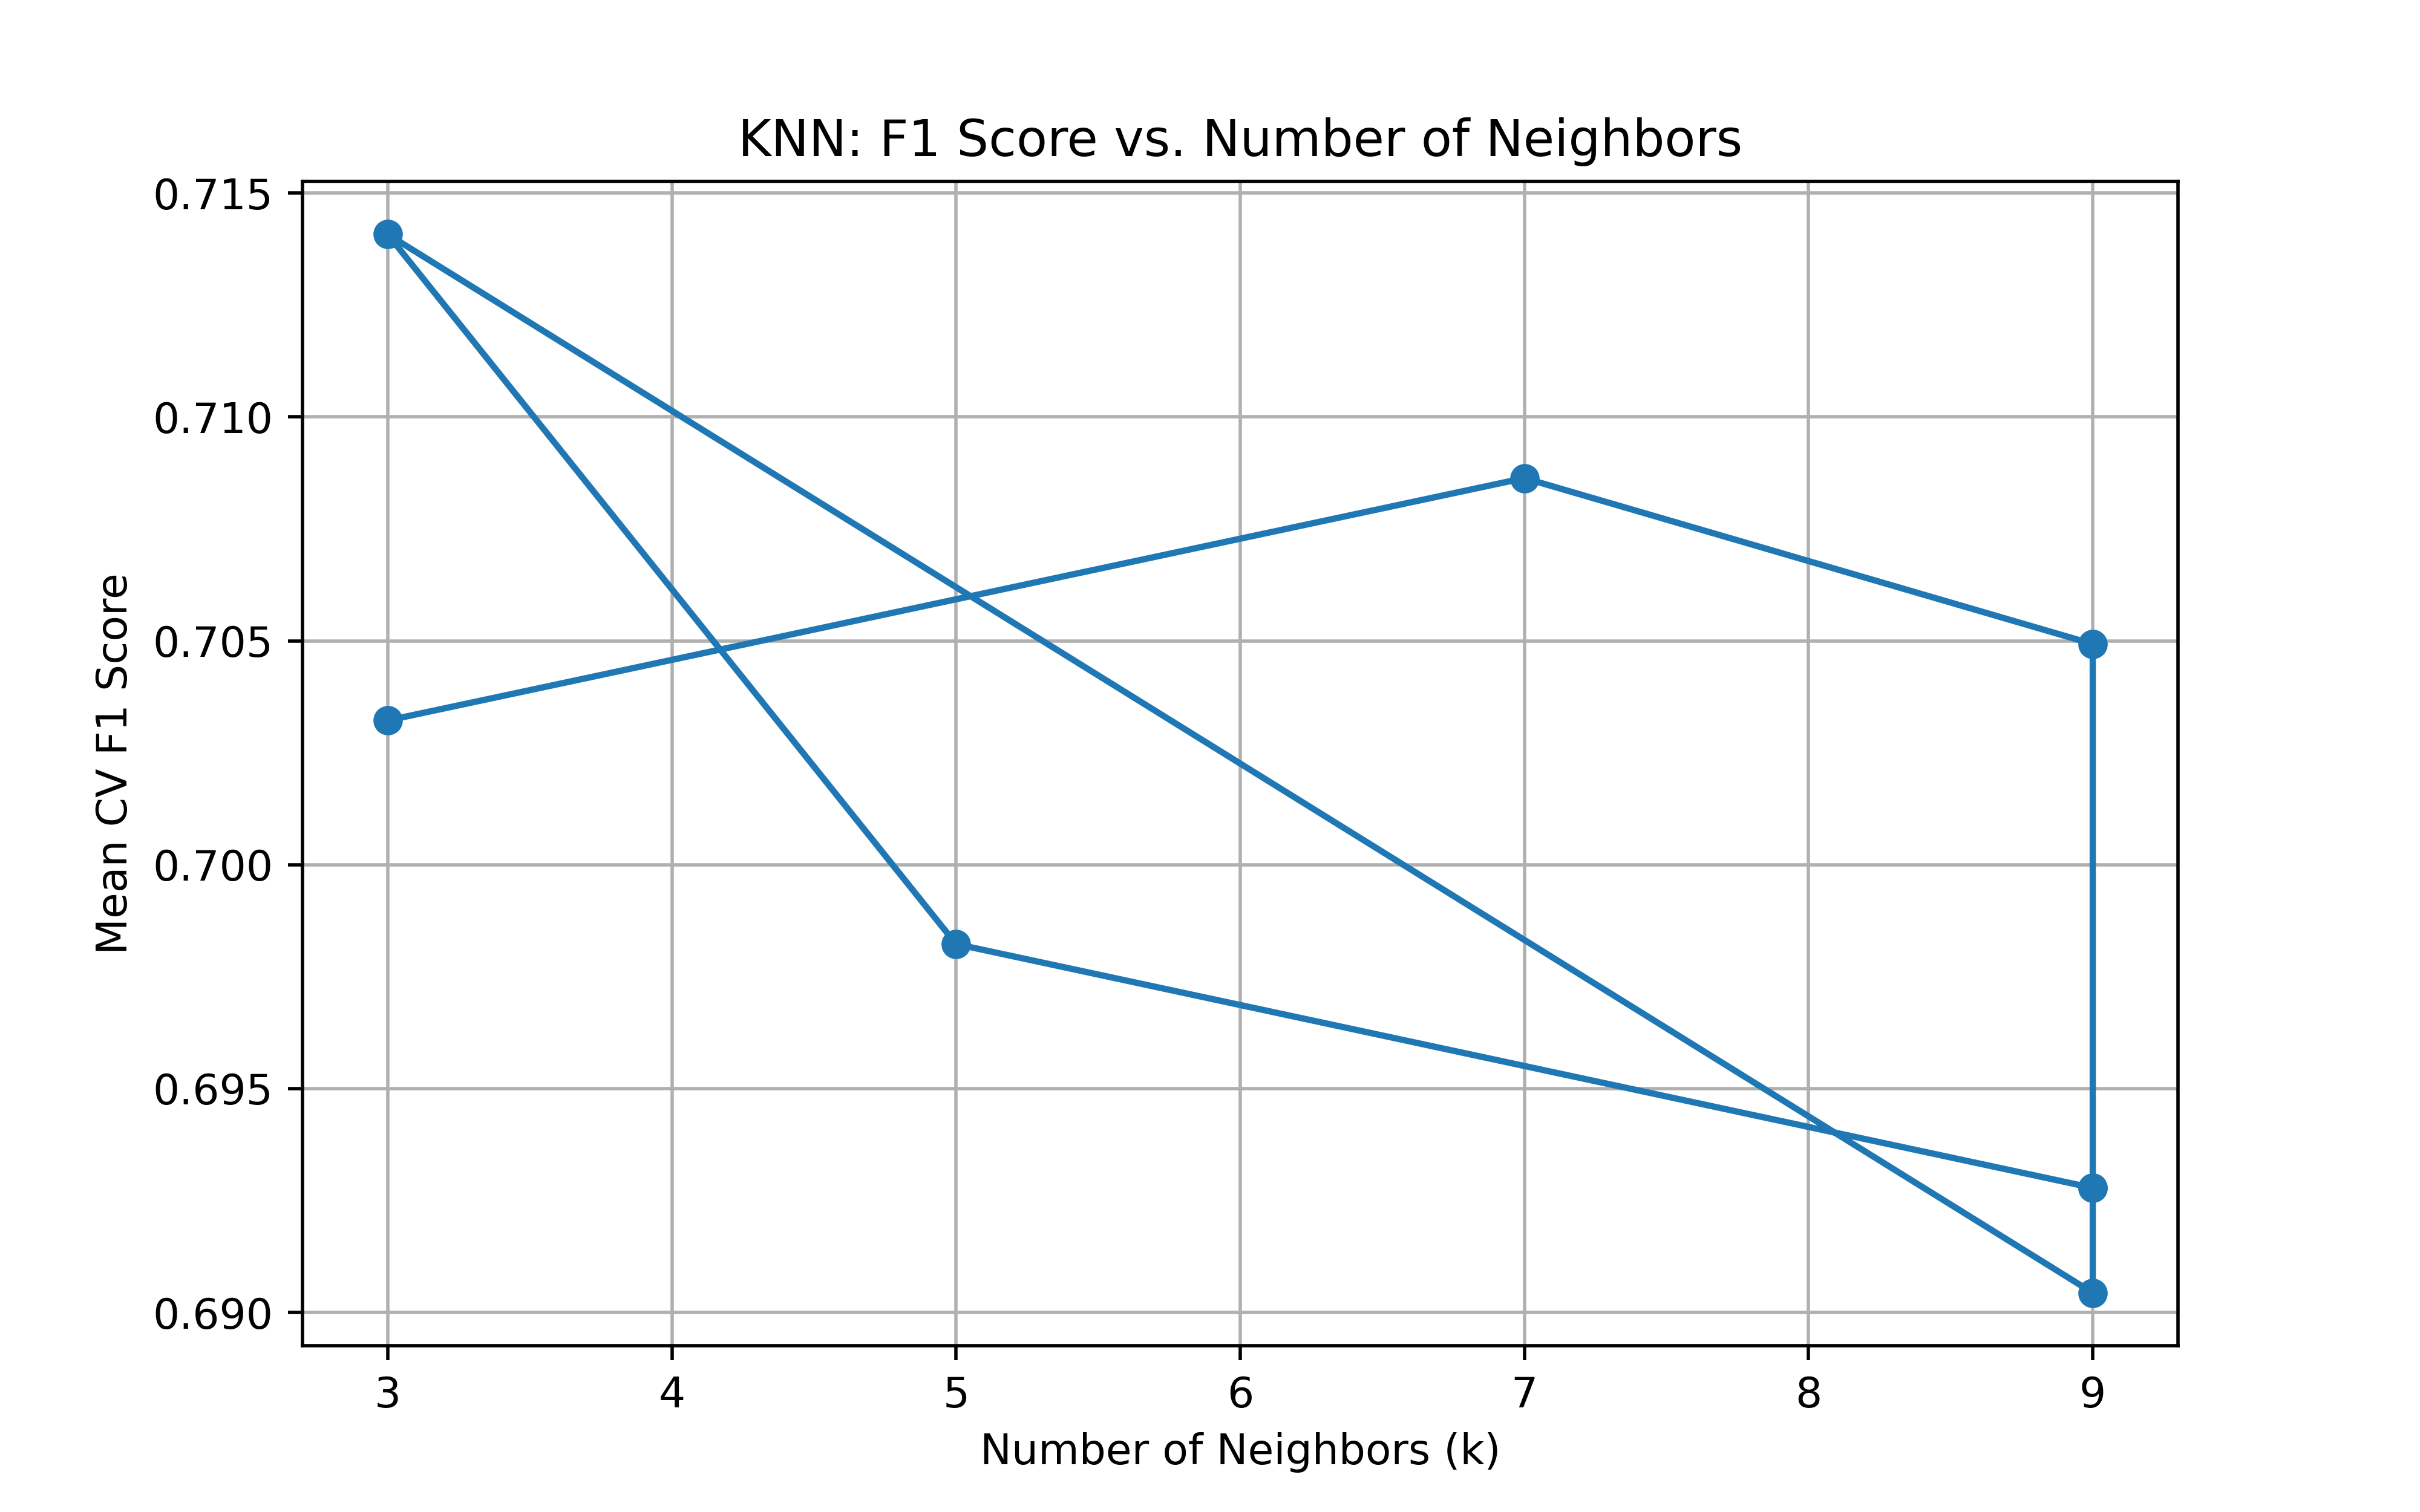 KNN: F1 Score vs. Number of Neighbors
0.715
0.710
0.705
0.700
0.695
0.690
Mean CV F1 Score
3 4 5 6 7 8 9
Number of Neighbors (k)